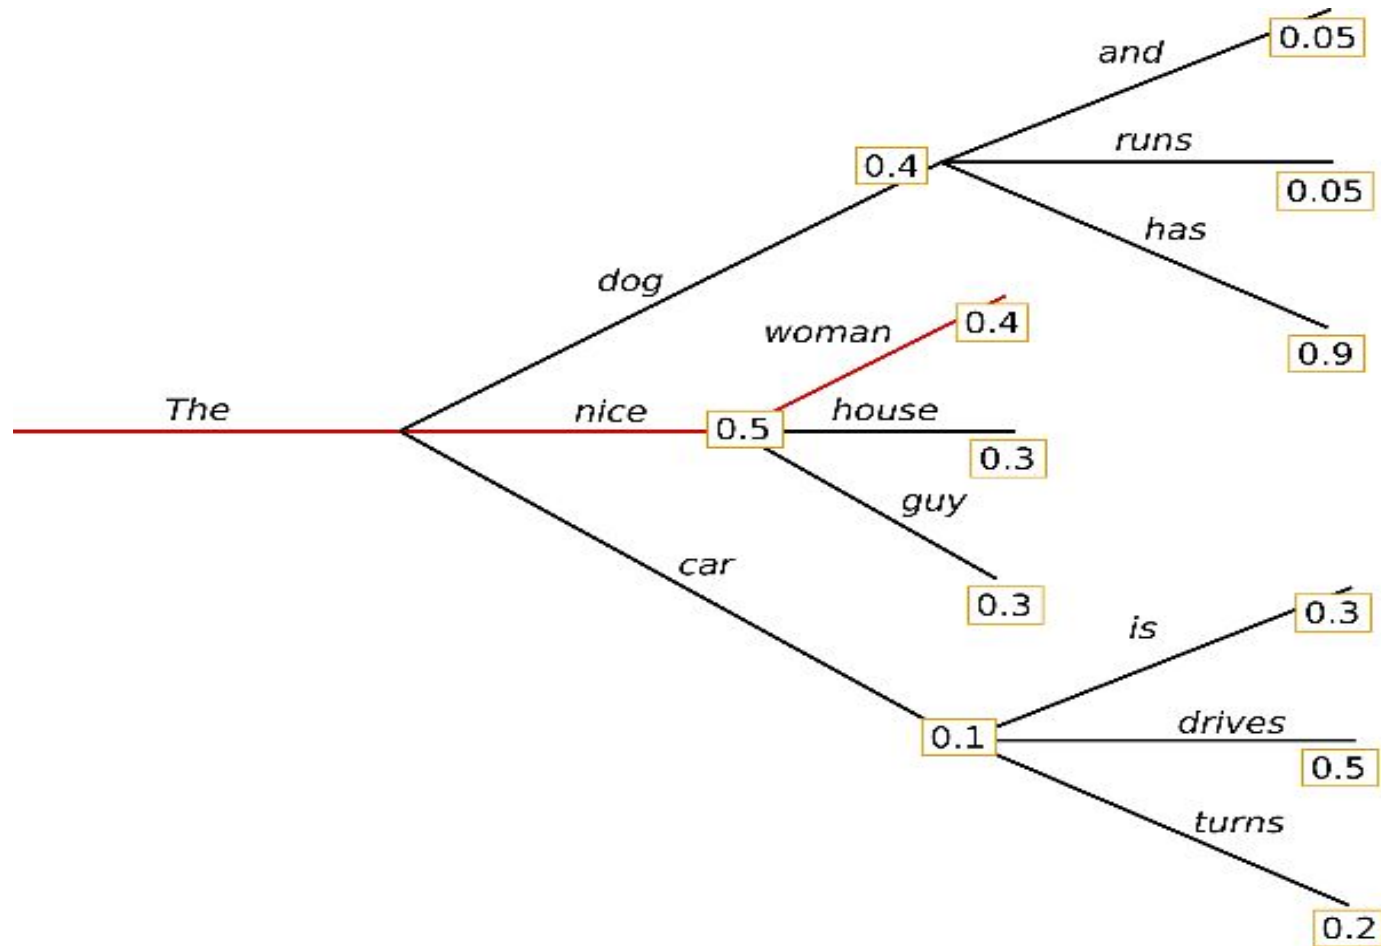 and
0.05
runs
0.4
0.05
has
dog
woman
0.4
0.9
The
nice
0.5
house
0.3
guy
car
0.3
is
0.3
drives
0.1
0.5
turns
0.2